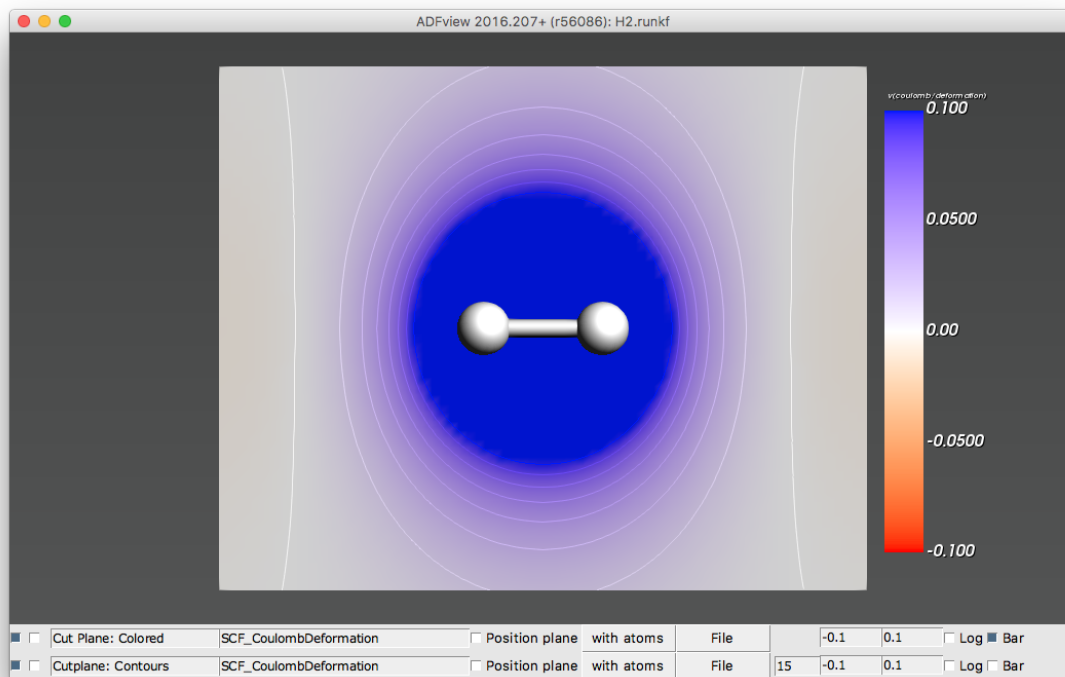 ADFview 2016.207+ (r56086): H2.runkf
v(coulomb/deformation)
0.100
0.0500
0.00
-0.0500
-0.100
Cut Plane: Colored SCF_CoulombDeformation Position plane with atoms File -0.1 0.1 Log Bar
Cutplane: Contours SCF_CoulombDeformation Position plane with atoms File 15 -0.1 0.1 Log Bar